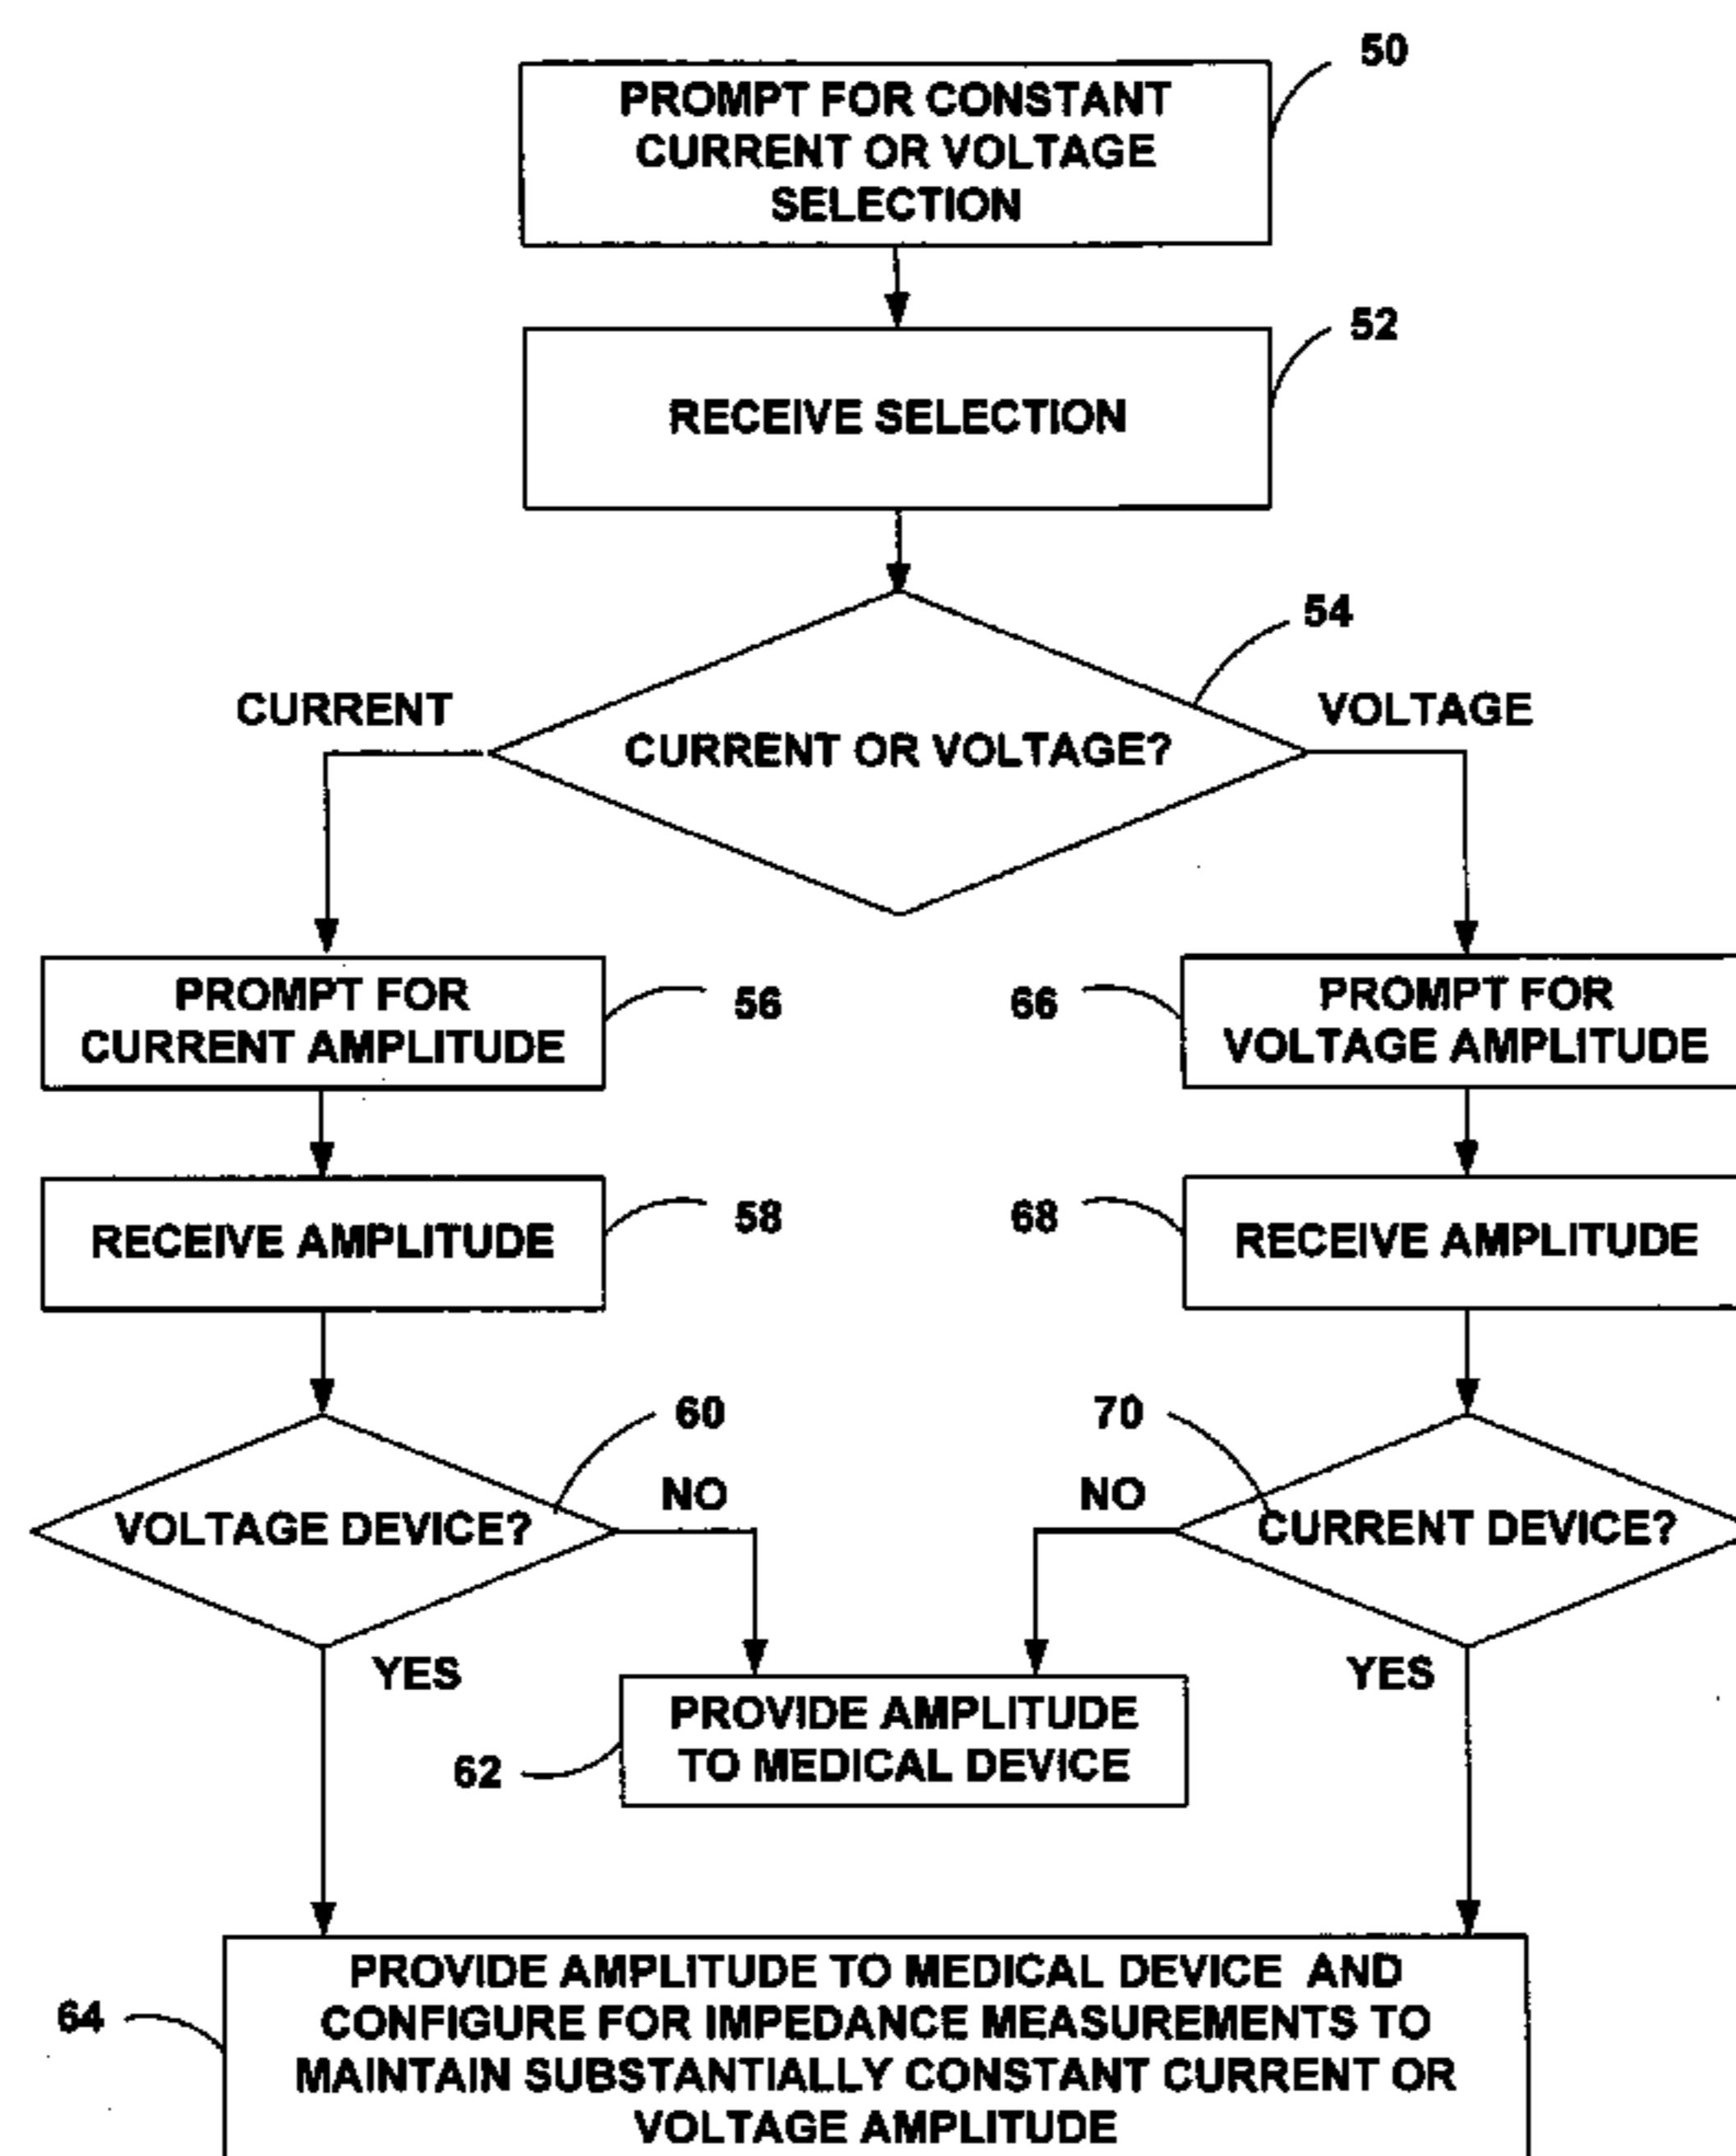 50
PROMPT FOR CONSTANT
CURRENT OR VOLTAGE
SELECTION
52
RECEIVE SELECTION
54
CURRENT
VOLTAGE
CURRENT OR VOLTAGE?
PROMPT FOR
CURRENT AMPLITUDE
56
66
PROMPT FOR
VOLTAGE AMPLITUDE
RECEIVE AMPLITUDE
58
68
RECEIVE AMPLITUDE
60
70
NO
NO
VOLTAGE DEVICE?
CURRENT DEVICE?
YES
YES
PROVIDE AMPLITUDE
TO MEDICAL DEVICE
62
PROVIDE AMPLITUDE TO MEDICAL DEVICE AND
CONFIGURE FOR IMPEDANCE MEASUREMENTS TO
MAINTAIN SUBSTANTIALLY CONSTANT CURRENT OR
VOLTAGE AMPLITUDE
64